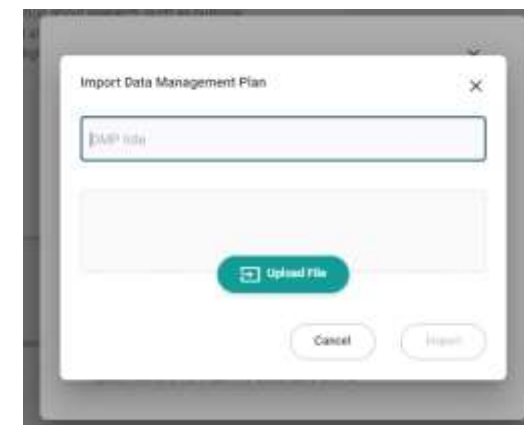 Import Data Management Plan
DMP title
Upload File
Cancel
Import